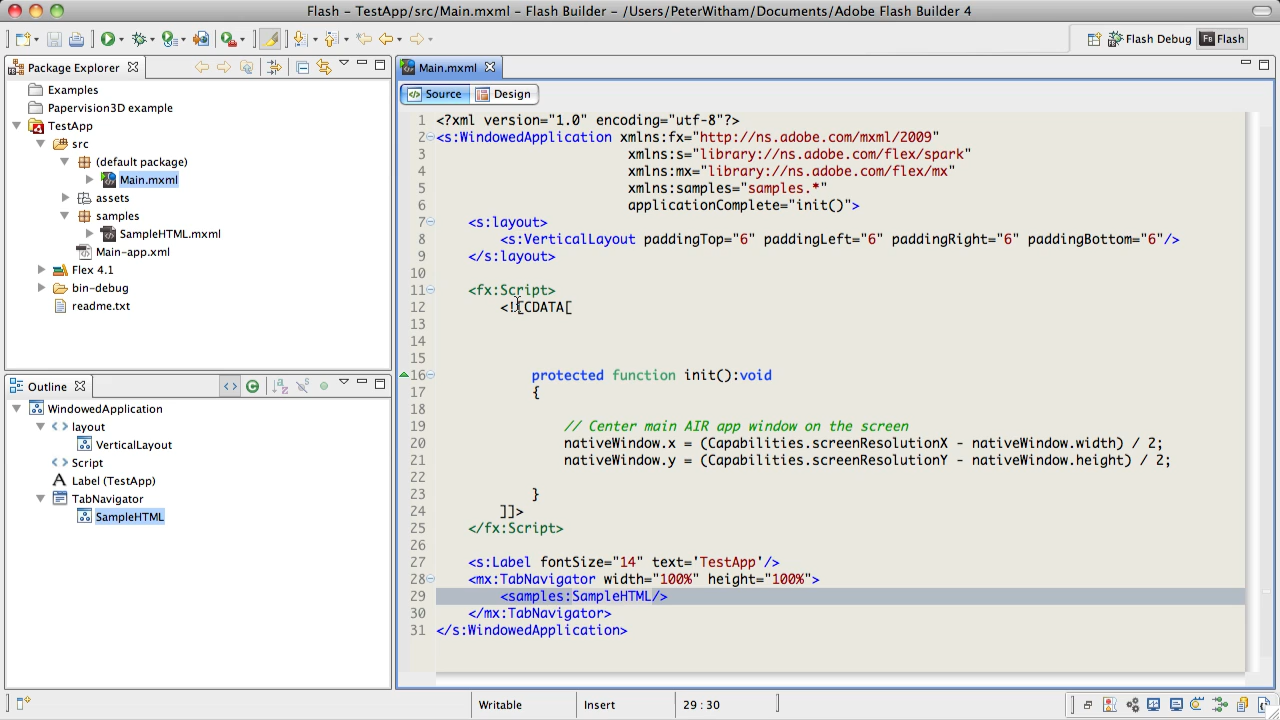 Flash – TestApp/src/Main.mxml – Flash Builder – /Users/PeterWitham/Documents/Adobe Flash Builder 4
Flash Debug
Fb Flash
Package Explorer
Examples
Papervision3D example
TestApp
src
(default package)
Main.mxml
assets
samples
SampleHTML.mxml
Main-app.xml
Flex 4.1
bin-debug
readme.txt
Outline
WindowedApplication
layout
VerticalLayout
Script
Label (TestApp)
TabNavigator
SampleHTML
Main.mxml
Source
Design
1 <?xml version="1.0" encoding="utf-8"?>
2 <s:WindowedApplication xmlns:fx="http://ns.adobe.com/mxml/2009"
3 xmlns:s="library://ns.adobe.com/flex/spark"
4 xmlns:mx="library://ns.adobe.com/flex/mx"
5 xmlns:samples="samples.*"
6 applicationComplete="init()">
7 <s:layout>
8 <s:VerticalLayout paddingTop="6" paddingLeft="6" paddingRight="6" paddingBottom="6"/>
9 </s:layout>
10
11 <fx:Script>
12 <![CDATA[
13
14
15
16 protected function init():void
17 {
18
19 // Center main AIR app window on the screen
20 nativeWindow.x = (Capabilities.screenResolutionX - nativeWindow.width) / 2;
21 nativeWindow.y = (Capabilities.screenResolutionY - nativeWindow.height) / 2;
22
23 }
24 ]]>
25 </fx:Script>
26
27 <s:Label fontSize="14" text='TestApp'/>
28 <mx:TabNavigator width="100%" height="100%">
29 <samples:SampleHTML/>
30 </mx:TabNavigator>
31 </s:WindowedApplication>
Writable
Insert
29 : 30